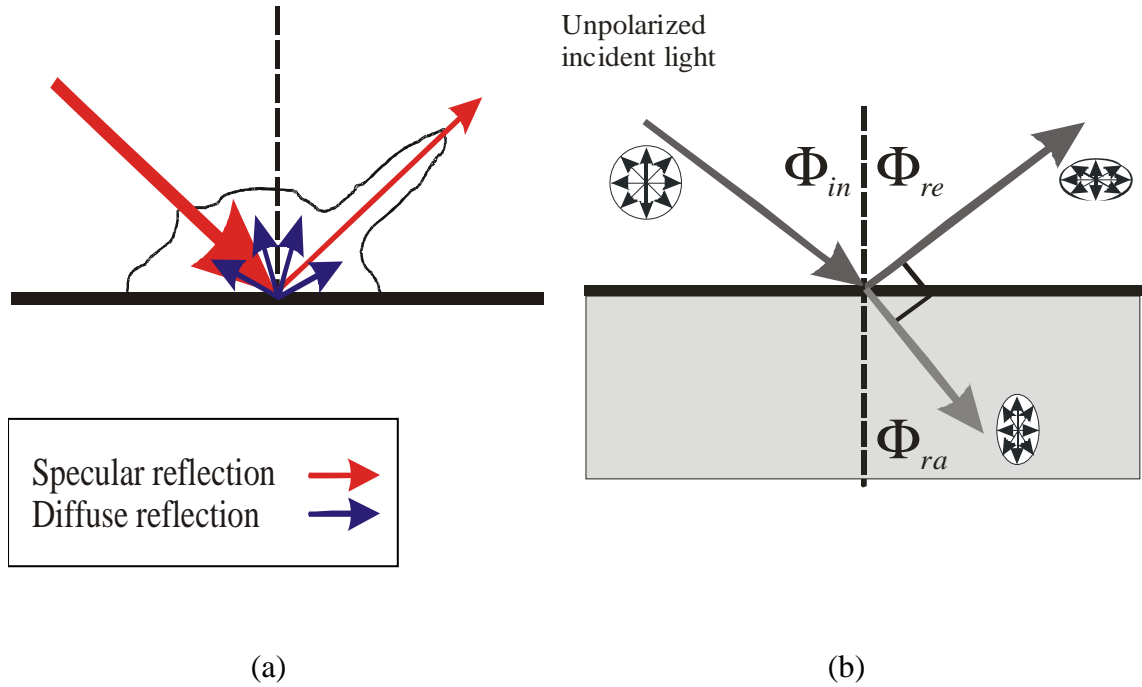 Unpolarized
incident light
Φin Φre
Φra
Specular reflection
Diffuse reflection
(a)
(b)